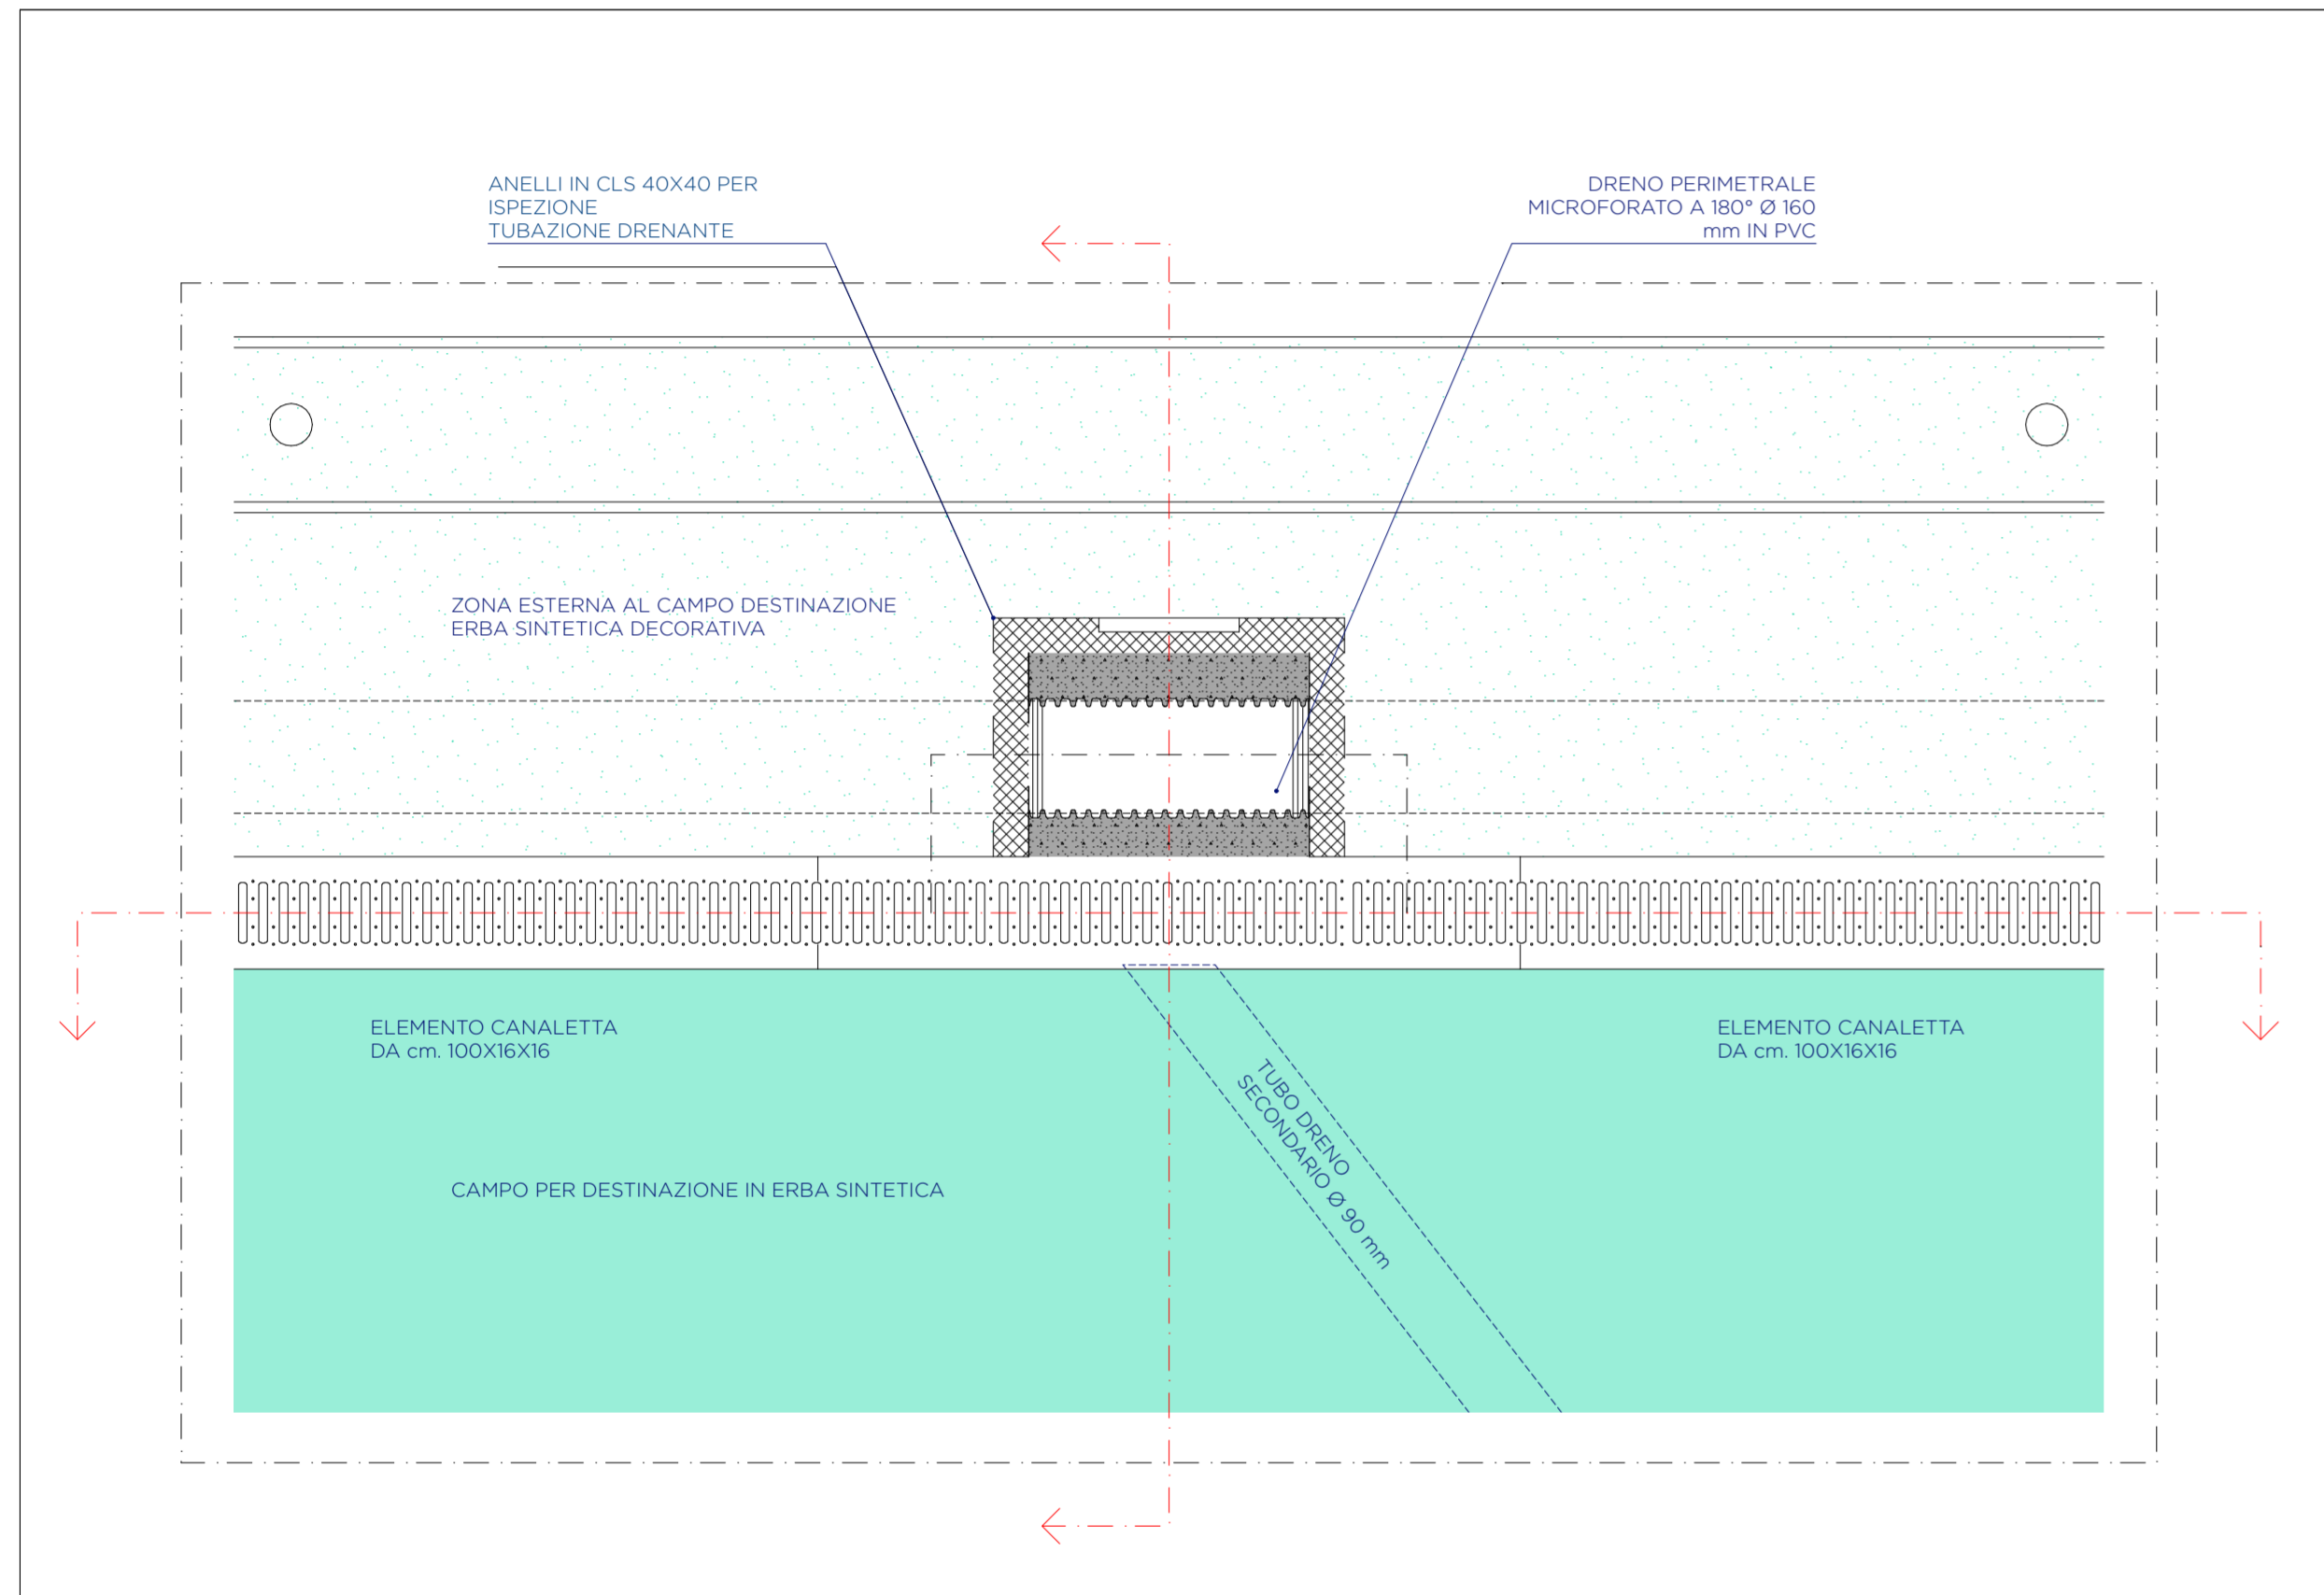 ANELLI IN CLS 40X40 PER
ISPEZIONE
TUBAZIONE DRENANTE
DRENO PERIMETRALE
MICROFORATO A 180° Ø 160
mm IN PVC
ZONA ESTERNA AL CAMPO DESTINAZIONE
ERBA SINTETICA DECORATIVA
ELEMENTO CANALETTA
DA cm. 100X16X16
ELEMENTO CANALETTA
DA cm. 100X16X16
TUBO DRENO
SECONDARIO Ø 90 mm
CAMPO PER DESTINAZIONE IN ERBA SINTETICA